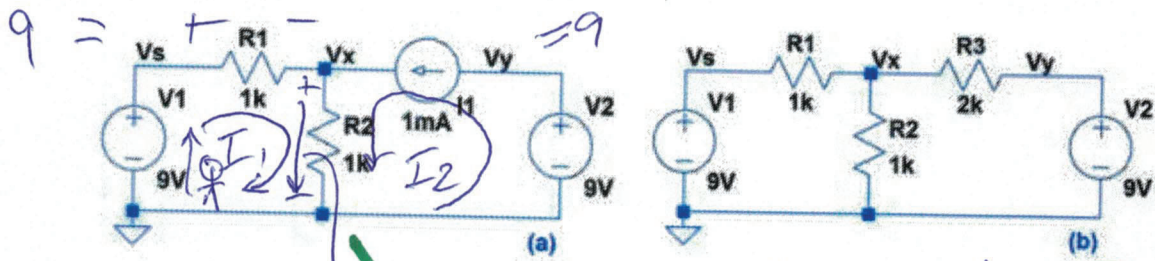 9 = + - =9
Vs R1 Vx Vy
1k
V1 + I1
1mA
R2
1k
V2
+
-
I1
I2
9V
9V
(a)
Vs R1 Vx R3 Vy
1k 2k
V1
+
-
R2
1k
V2
+
-
9V
9V
(b)